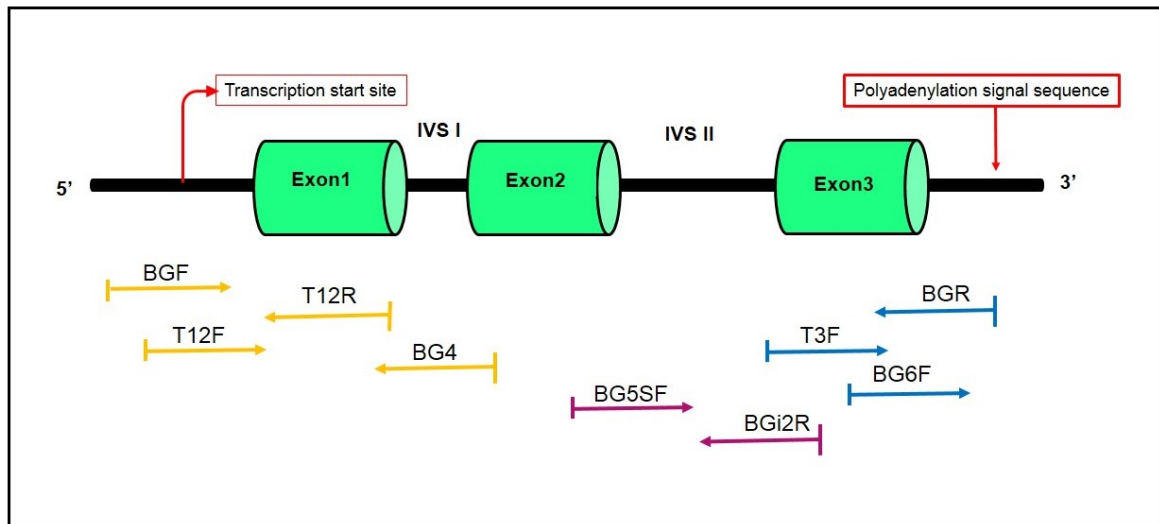 Transcription start site
Polyadenylation signal sequence
IVS I
IVS II
5’
Exon1
Exon2
Exon3
3’
BGF
T12R
BGR
T12F
T3F
BG4
BG6F
BG5SF
BGi2R